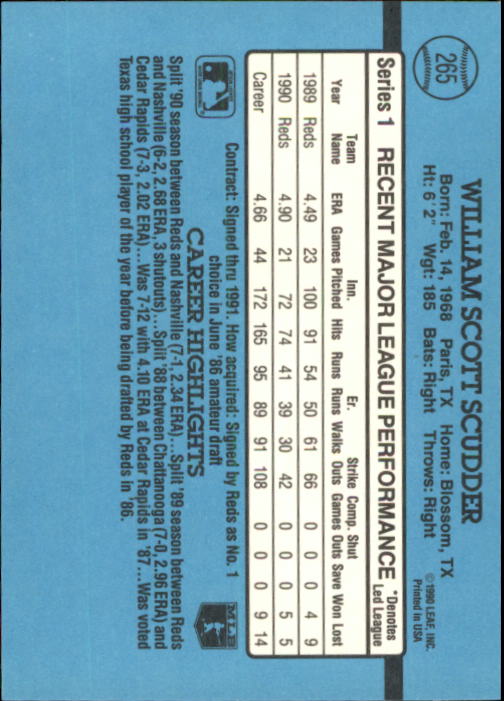 265
WILLIAM SCOTT SCUDDER
Born: Feb. 14, 1968 Paris, TX Home: Blossom, TX
Ht: 6' 2" Wgt: 185 Bats: Right Throws: Right
©1990 LEAF, INC.
Printed in USA
Series 1 RECENT MAJOR LEAGUE PERFORMANCE *Denotes
Led League
Year Team Name ERA Games Inn. Pitched Hits Runs Er. Runs Walks Strike Outs Comp. Games Shut Outs Save Won Lost
1989 Reds 4.49 23 100 91 54 50 61 66 0 0 0 4 9
1990 Reds 4.90 21 72 74 41 39 30 42 0 0 0 5 5
Career 4.66 44 172 165 95 89 91 108 0 0 0 9 14
Contract: Signed thru 1991. How acquired: Signed by Reds as No. 1
choice in June '86 amateur draft
MLB
CAREER HIGHLIGHTS
Split '90 season between Reds and Nashville (7-1, 2.34 ERA)...Split '89 season between Reds
and Nashville (6-2, 2.68 ERA, 3 shutouts)...Split '88 between Chattanooga (7-0, 2.96 ERA) and
Cedar Rapids (7-3, 2.02 ERA)...Was 7-12 with 4.10 ERA at Cedar Rapids in '87...Was voted
Texas high school player of the year before being drafted by Reds in '86.